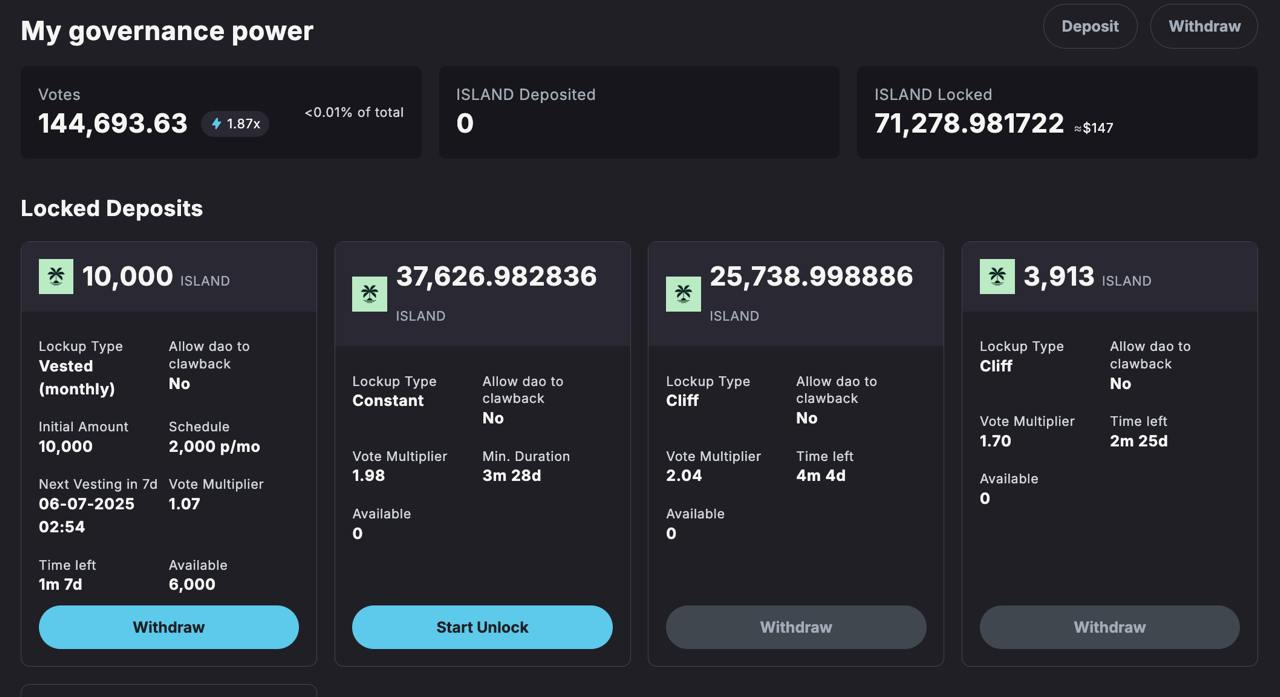 My governance power
Deposit
Withdraw
Votes
144,693.63
1.87x
<0.01% of total
ISLAND Deposited
0
ISLAND Locked
71,278.981722 ≈$147
Locked Deposits
10,000 ISLAND
Lockup Type
Vested
(monthly)
Allow dao to
clawback
No
Initial Amount
10,000
Schedule
2,000 p/mo
Next Vesting in 7d
06-07-2025
02:54
Vote Multiplier
1.07
Time left
1m 7d
Available
6,000
Withdraw
37,626.982836
ISLAND
Lockup Type
Constant
Allow dao to
clawback
No
Vote Multiplier
1.98
Min. Duration
3m 28d
Available
0
Start Unlock
25,738.998886
ISLAND
Lockup Type
Cliff
Allow dao to
clawback
No
Vote Multiplier
2.04
Time left
4m 4d
Available
0
Withdraw
3,913 ISLAND
Lockup Type
Cliff
Allow dao to
clawback
No
Vote Multiplier
1.70
Time left
2m 25d
Available
0
Withdraw